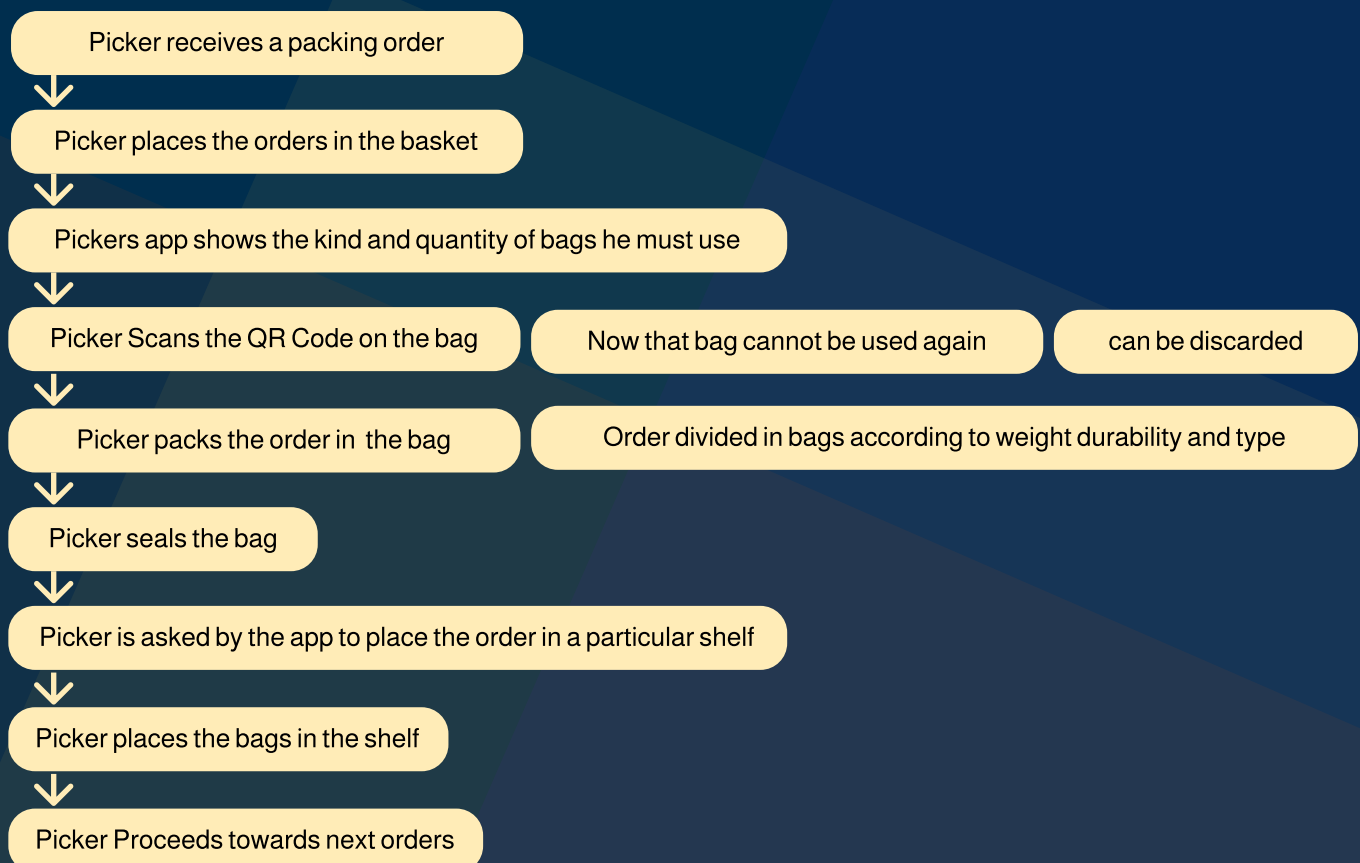 Picker receives a packing order
Picker places the orders in the basket
Pickers app shows the kind and quantity of bags he must use
Picker Scans the QR Code on the bag
Now that bag cannot be used again
can be discarded
Picker packs the order in  the bag
Order divided in bags according to weight durability and type
Picker seals the bag
Picker is asked by the app to place the order in a particular shelf
Picker places the bags in the shelf
Picker Proceeds towards next orders